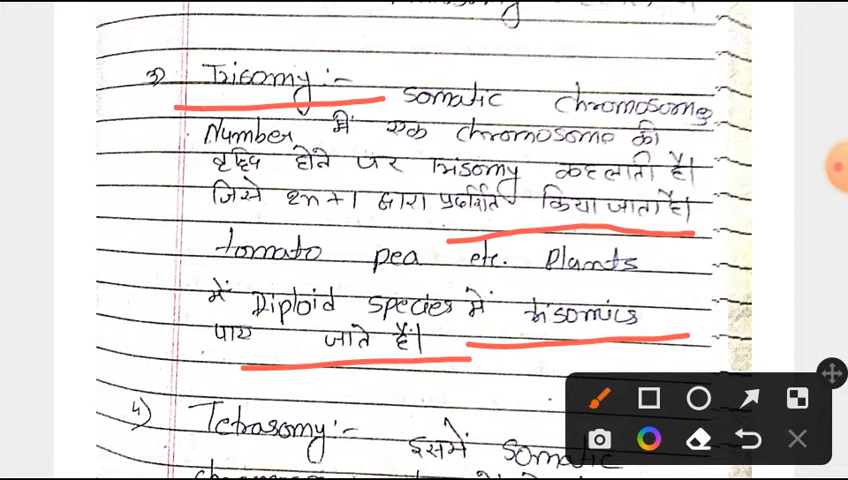 3) Trisomy :- somatic chromosome
Number में एक chromosome की
वृद्धि होने पर Trisomy कहलाती है।
जिसे 2n+1 द्वारा प्रदर्शित किया जाता है।
tomato pea etc. Plants
में Diploid species में trisomics
पाय जाते हैं।
4) Tetrasomy :- इसमें somatic